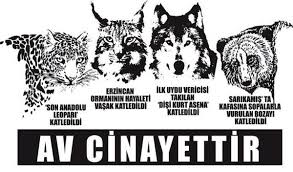 'SON ANADOLU
LEOPARI'
KATLEDİLDİ
ERZİNCAN
ORMANININ HAYALETİ
VAŞAK KATLEDİLDİ
İLK UYDU VERİCİSİ
TAKILAN
'DİŞİ KURT ASENA'
KATLEDİLDİ
SARIKAMIŞ' TA
KAFASINA SOPALARLA
VURULAN BOZAYI
KATLEDİLDİ
AV CİNAYETTİR